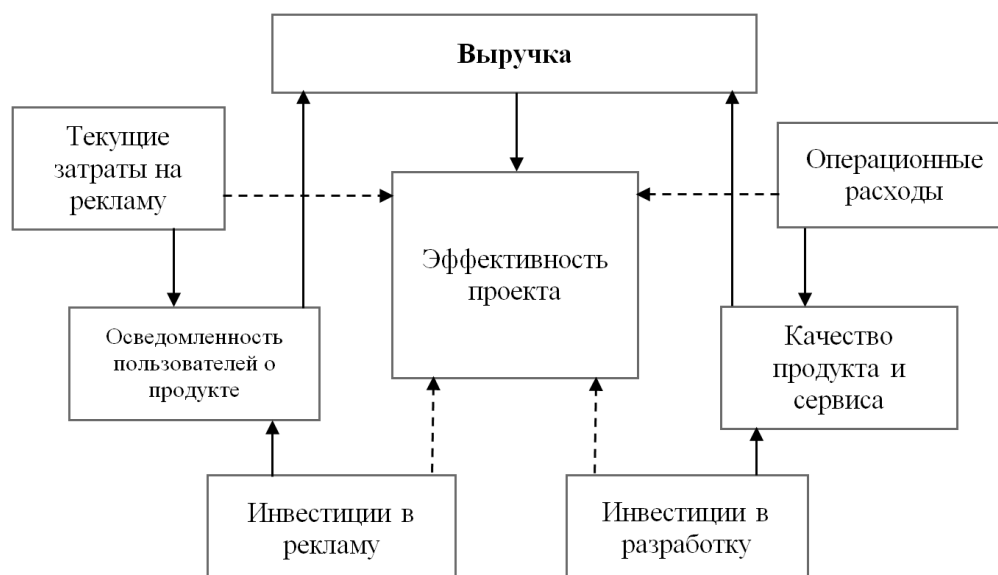 Выручка
Текущие
затраты на
рекламу
Операционные
расходы
Эффективность
проекта
Осведомленность
пользователей о
продукте
Качество
продукта и
сервиса
Инвестиции в
рекламу
Инвестиции в
разработку